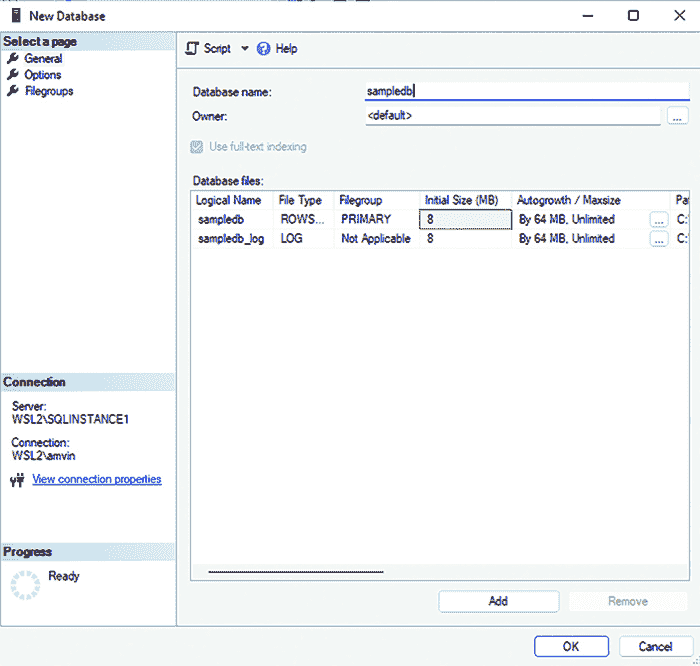 New Database
Select a page
General
Options
Filegroups
Script Help
Database name: sampledb
Owner: <default> ...
Use full-text indexing
Database files:
Logical Name File Type Filegroup Initial Size (MB) Autogrowth / Maxsize Pa
sampledb ROWS... PRIMARY 8 By 64 MB, Unlimited ... C:\
sampledb_log LOG Not Applicable 8 By 64 MB, Unlimited ... C:\
Connection
Server:
WSL2\SQLINSTANCE1
Connection:
WSL2\amvin
View connection properties
Progress
Ready
Add Remove
OK Cancel